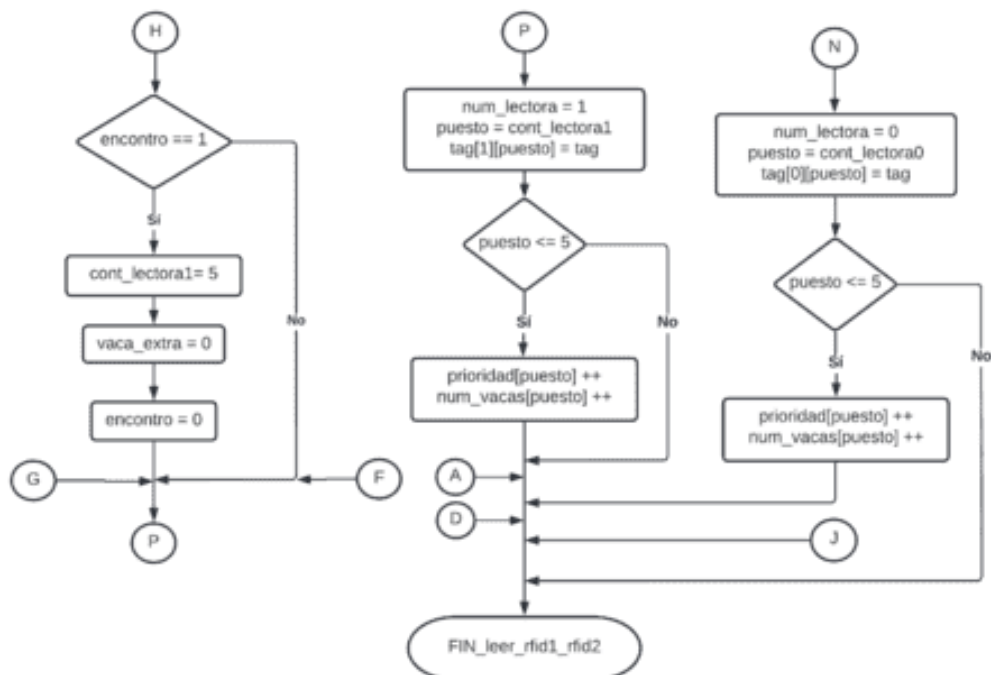 H
encontro == 1
Sí
No
cont_lectora1= 5
vaca_extra = 0
encontro = 0
G
F
P
P
num_lectora = 1
puesto = cont_lectora1
tag[1][puesto] = tag
puesto <= 5
Sí
No
prioridad[puesto] ++
num_vacas[puesto] ++
A
D
J
FIN_leer_rfid1_rfid2
N
num_lectora = 0
puesto = cont_lectora0
tag[0][puesto] = tag
puesto <= 5
Sí
No
prioridad[puesto] ++
num_vacas[puesto] ++